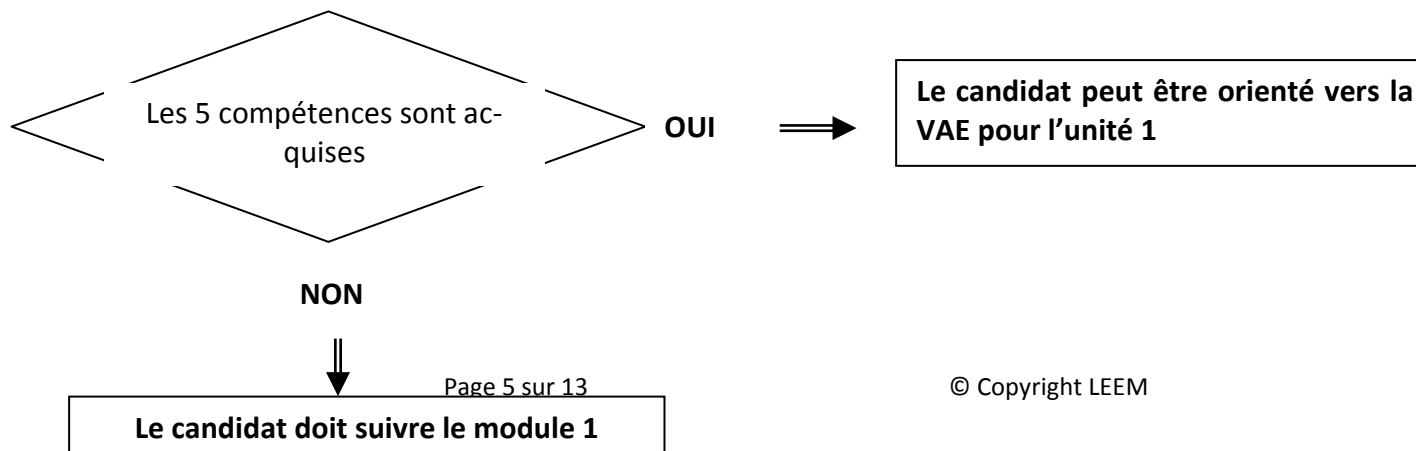 Les 5 compétences sont ac-
quises
OUI
Le candidat peut être orienté vers la
VAE pour l’unité 1
NON
Page 5 sur 13
© Copyright LEEM
Le candidat doit suivre le module 1